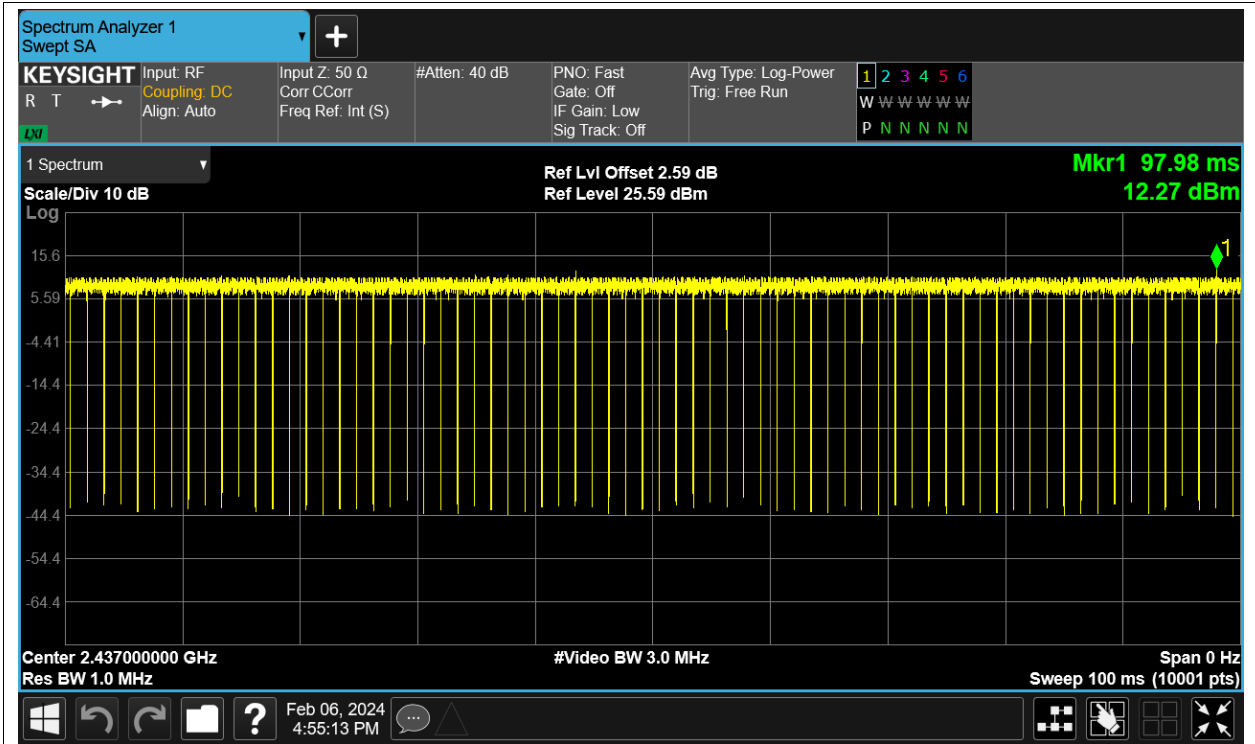 Spectrum Analyzer 1
Swept SA
KEYSIGHT
R T
LXI
Input: RF
Coupling: DC
Align: Auto
Input Z: 50 Ω
Corr CCorr
Freq Ref: Int (S)
#Atten: 40 dB
PNO: Fast
Gate: Off
IF Gain: Low
Sig Track: Off
Avg Type: Log-Power
Trig: Free Run
1 2 3 4 5 6
W W W W W W
P N N N N N
1 Spectrum
Scale/Div 10 dB
Log
Ref Lvl Offset 2.59 dB
Ref Level 25.59 dBm
Mkr1 97.98 ms
12.27 dBm
1
15.6
5.59
-4.41
-14.4
-24.4
-34.4
-44.4
-54.4
-64.4
Center 2.437000000 GHz
#Video BW 3.0 MHz
Span 0 Hz
Res BW 1.0 MHz
Sweep 100 ms (10001 pts)
?
Feb 06, 2024
4:55:13 PM